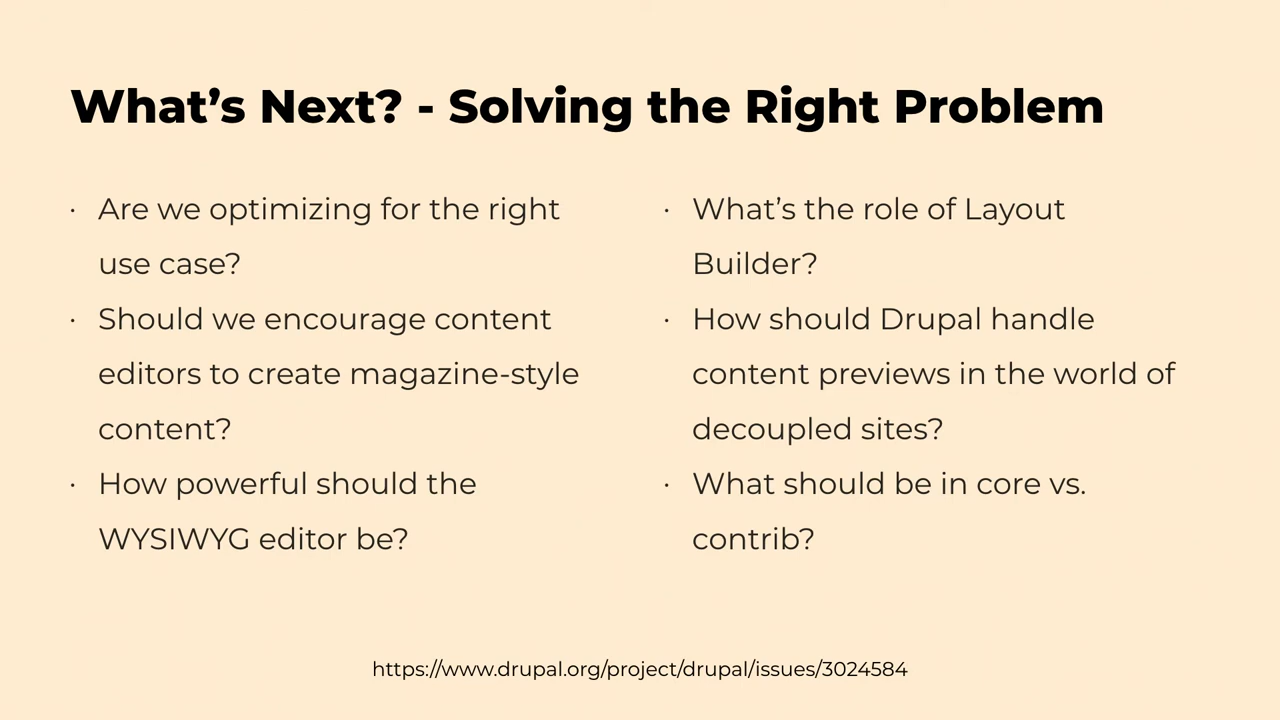 What’s Next? - Solving the Right Problem
· Are we optimizing for the right
use case?
· Should we encourage content
editors to create magazine-style
content?
· How powerful should the
WYSIWYG editor be?
· What’s the role of Layout
Builder?
· How should Drupal handle
content previews in the world of
decoupled sites?
· What should be in core vs.
contrib?
https://www.drupal.org/project/drupal/issues/3024584